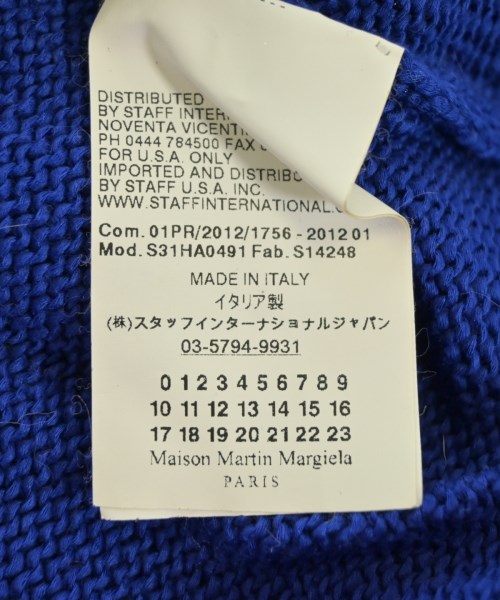 DISTRIBUTED
BY STAFF
NOVENTA
PH 0444 784500 FAX
FOR U.S.A. ONLY
IMPORTED AND
BY STAFF U.S.A. INC.
WWW.STAFFINTERNATIONAL.
Com. 01PR/2012/1756 - 2012 01
Mod. S31HA0491 Fab. S14248
MADE IN ITALY
イタリア製
(株)スタッフインターナショナルジャパン
03-5794-9931
0 1 2 3 4 5 6 7 8 9
10 11 12 13 14 15 16
17 18 19 20 21 22 23
Maison Martin Margiela
PARIS